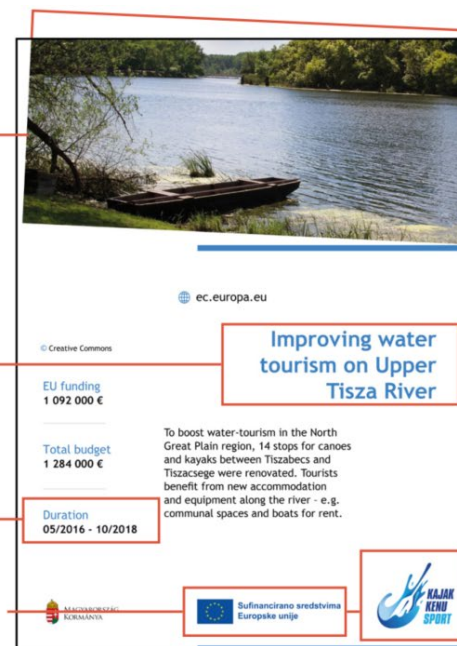 ec.europa.eu
© Creative Commons
Improving water
tourism on Upper
Tisza River
EU funding
1 092 000 €
Total budget
1 284 000 €
Duration
05/2016 - 10/2018
To boost water-tourism in the North
Great Plain region, 14 stops for canoes
and kayaks between Tiszabecs and
Tiszacsege were renovated. Tourists
benefit from new accommodation
and equipment along the river - e.g.
communal spaces and boats for rent.
Magyarország
Kormánya
Sufinancirano sredstvima
Europske unije
KAJAK
KENU
SPORT